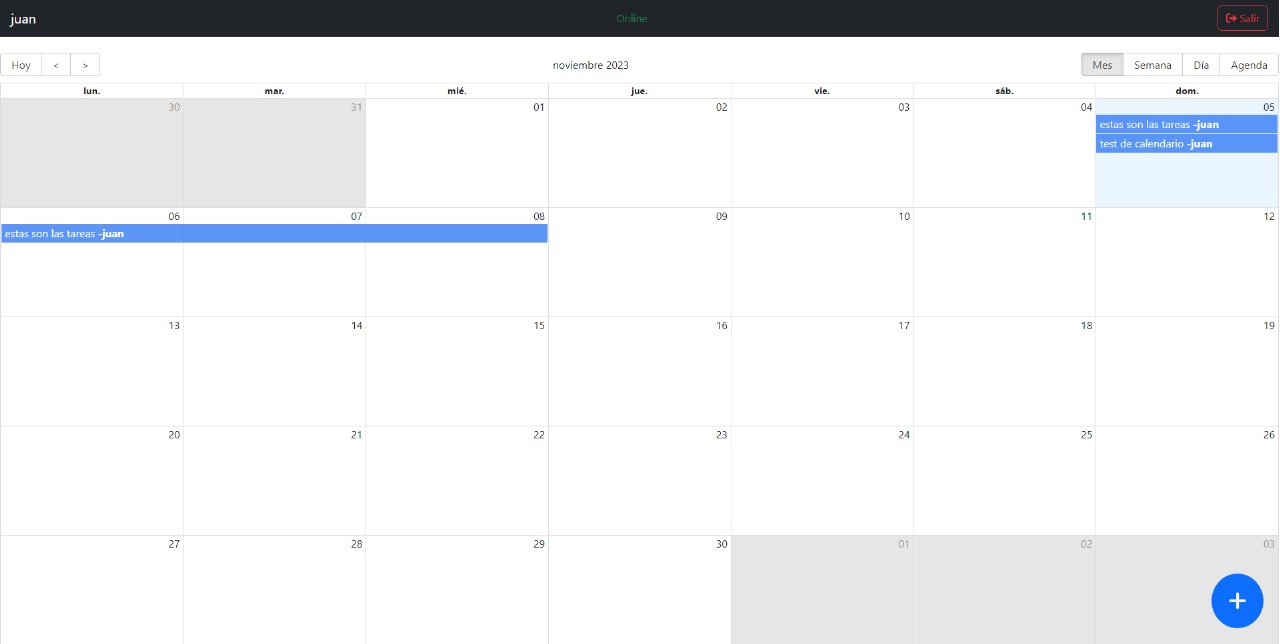 juan Online Salir
Hoy < > noviembre 2023 Mes Semana Día Agenda
lun. mar. mié. jue. vie. sáb. dom.
30 31 01 02 03 04 05
estas son las tareas -juan
test de calendario -juan
06 07 08 09 10 11 12
estas son las tareas -juan
13 14 15 16 17 18 19
20 21 22 23 24 25 26
27 28 29 30 01 02 03
+